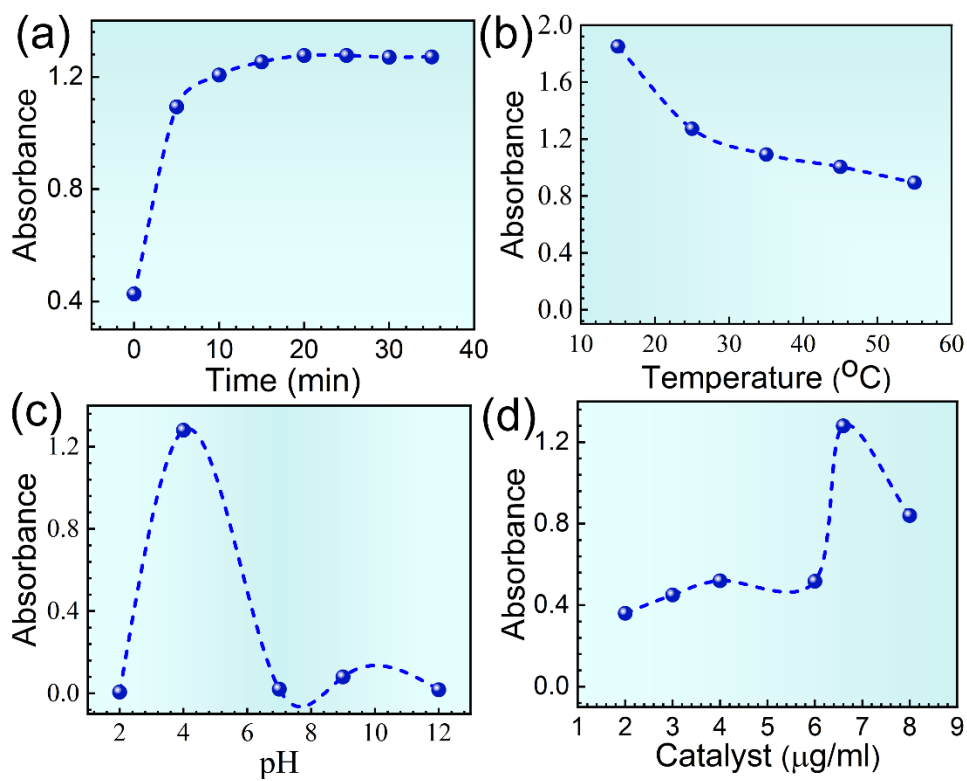 (a)
Absorbance
1.2
0.8
0.4
0 10 20 30 40
Time (min)
(b)
Absorbance
2.0
1.6
1.2
0.8
0.4
0.0
10 20 30 40 50 60
Temperature (OC)
(c)
Absorbance
1.2
0.8
0.4
0.0
2 4 6 8 10 12
pH
(d)
Absorbance
1.2
0.8
0.4
0.0
1 2 3 4 5 6 7 8 9
Catalyst (μg/ml)